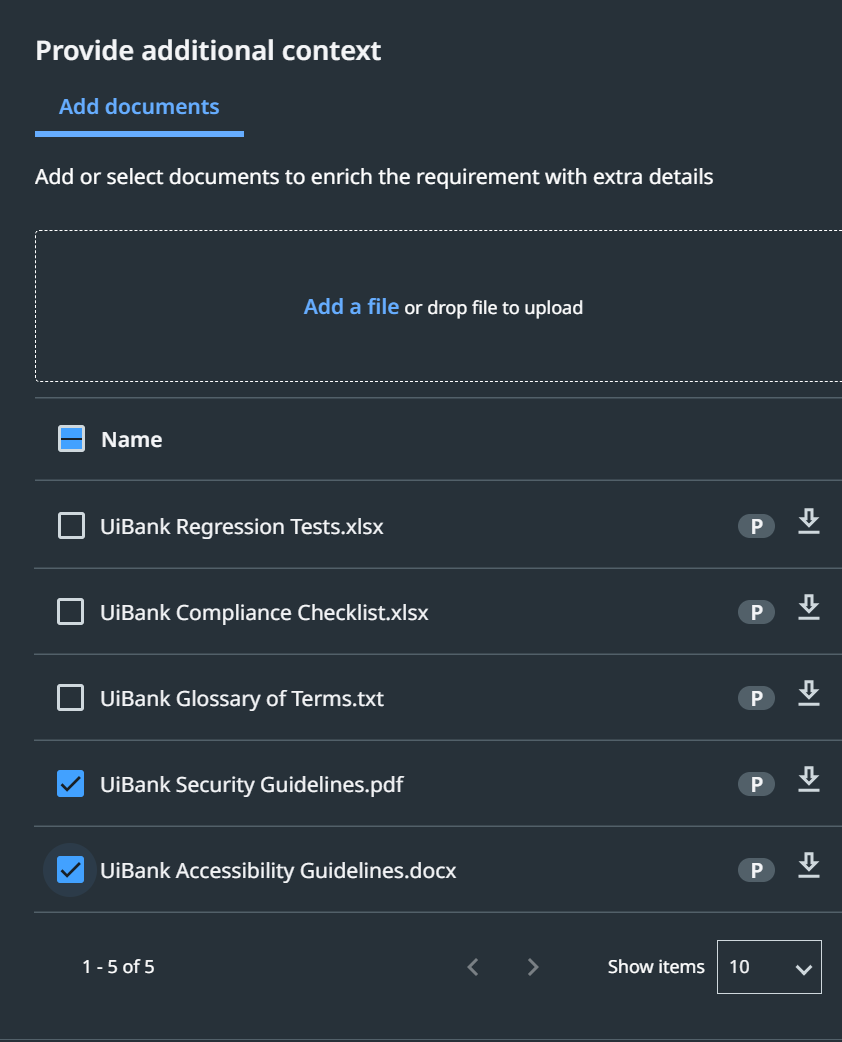 Provide additional context
Add documents
Add or select documents to enrich the requirement with extra details
Add a file or drop file to upload
Name
UiBank Regression Tests.xlsx P
UiBank Compliance Checklist.xlsx P
UiBank Glossary of Terms.txt P
UiBank Security Guidelines.pdf P
UiBank Accessibility Guidelines.docx P
1 - 5 of 5 Show items 10